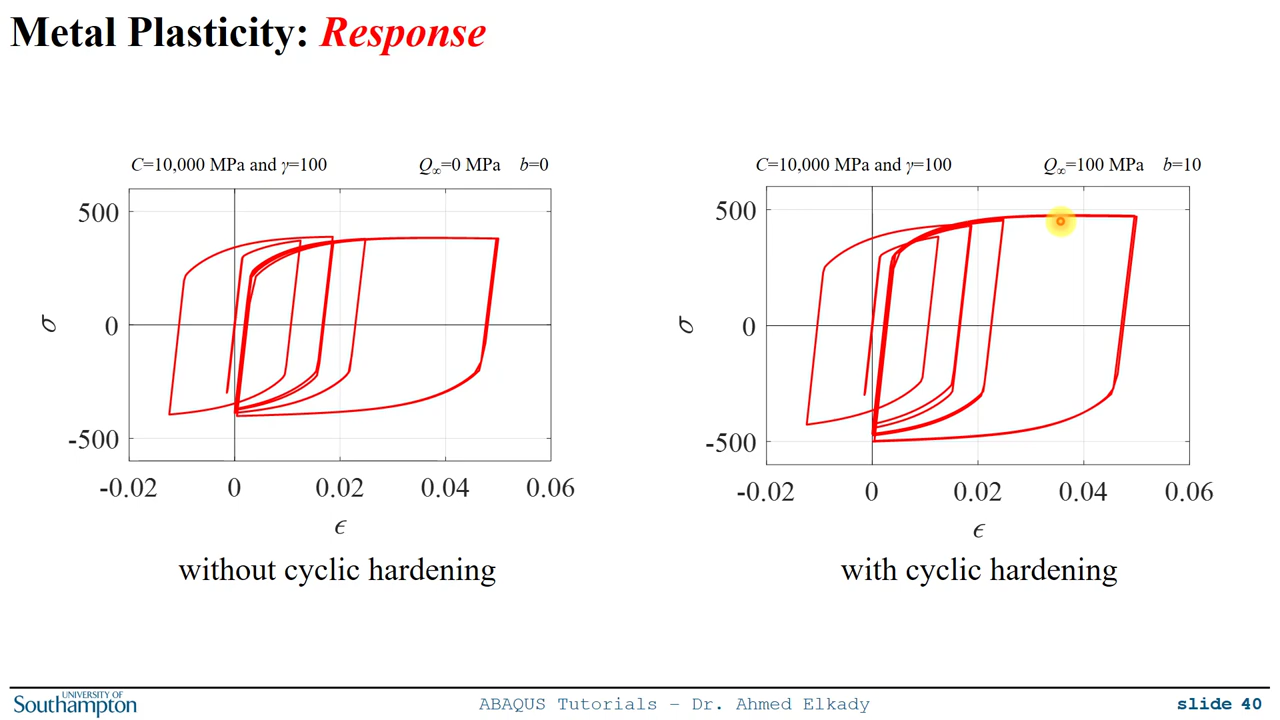 Metal Plasticity: Response
C=10,000 MPa and γ=100 Q∞=0 MPa b=0
500
0
-500
σ
-0.02 0 0.02 0.04 0.06
ϵ
without cyclic hardening
C=10,000 MPa and γ=100 Q∞=100 MPa b=10
500
0
-500
σ
-0.02 0 0.02 0.04 0.06
ϵ
with cyclic hardening
UNIVERSITY OF
Southampton
ABAQUS Tutorials – Dr. Ahmed Elkady
slide 40